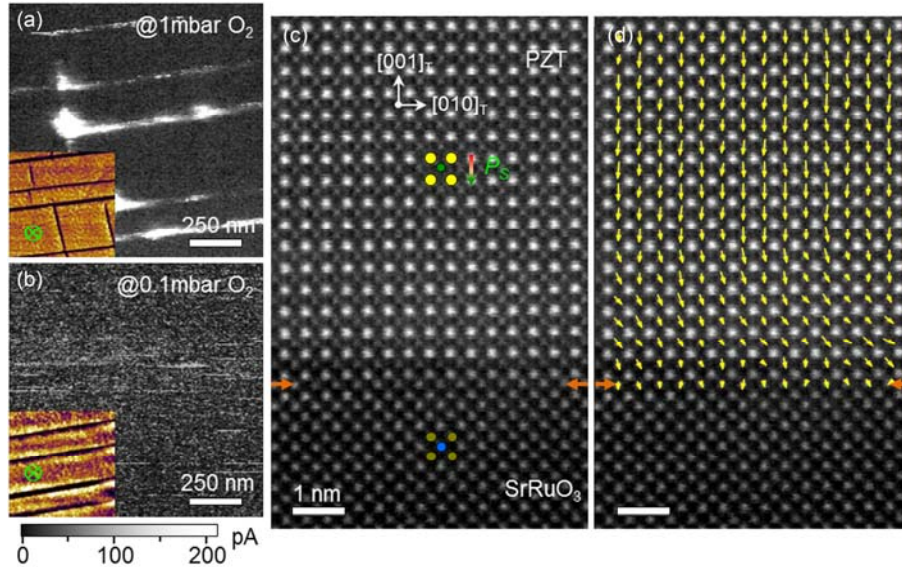 (a)
@1mbar O₂
250 nm
(b)
@0.1mbar O₂
250 nm
0
100
200
pA
(c)
PZT
[001]T
[010]T
PS
1 nm
SrRuO₃
(d)